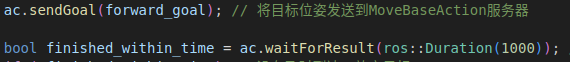 ac.sendGoal(forward_goal); // 将目标位姿发送到MoveBaseAction服务器
bool finished_within_time = ac.waitForResult(ros::Duration(1000));